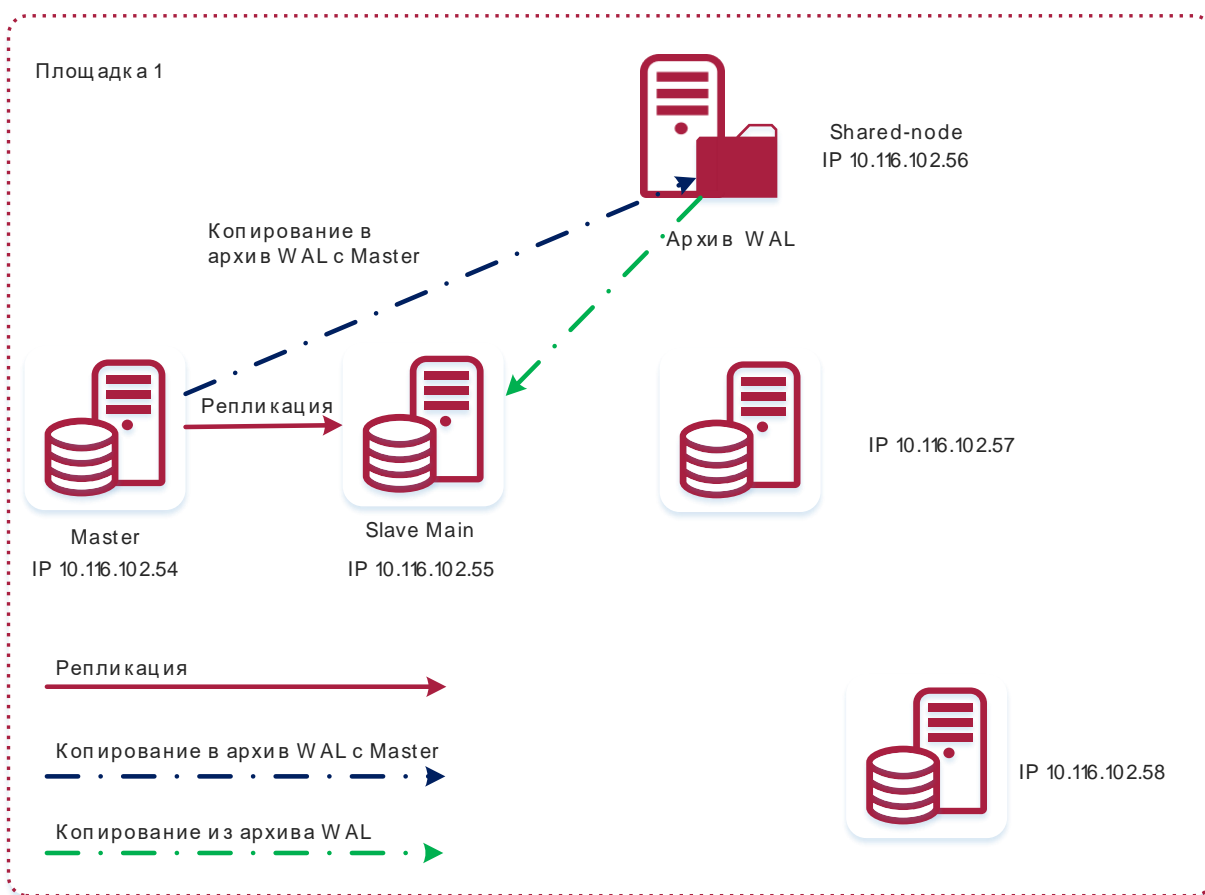 Площадка 1
Shared-node
IP 10.116.102.56
Копирование в
архив WAL с Master
Архив WAL
Репликация
IP 10.116.102.57
Master
IP 10.116.102.54
Slave Main
IP 10.116.102.55
Репликация
Копирование в архив WAL с Master
IP 10.116.102.58
Копирование из архива WAL